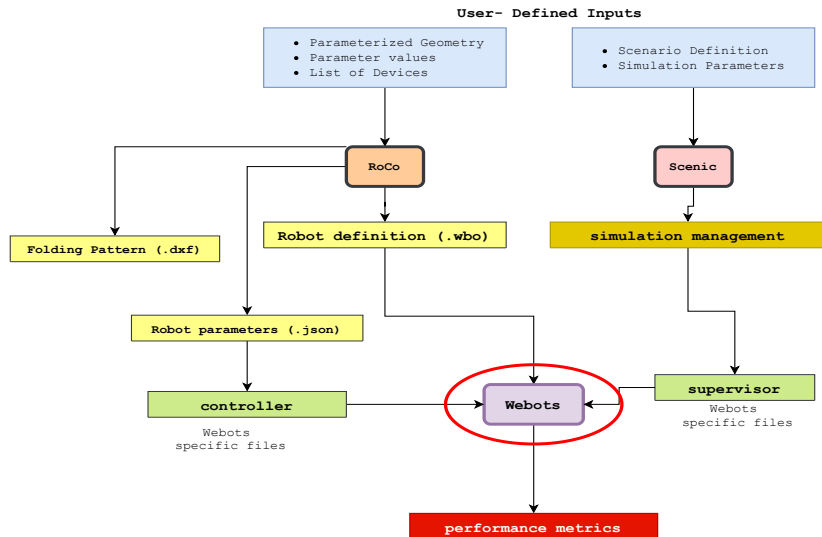 User- Defined Inputs
Parameterized Geometry
Parameter values
List of Devices
Scenario Definition
Simulation Parameters
RoCo
Scenic
Folding Pattern (.dxf)
Robot definition (.wbo)
simulation management
Robot parameters (.json)
controller
Webots
supervisor
Webots
specific files
Webots
specific files
performance metrics